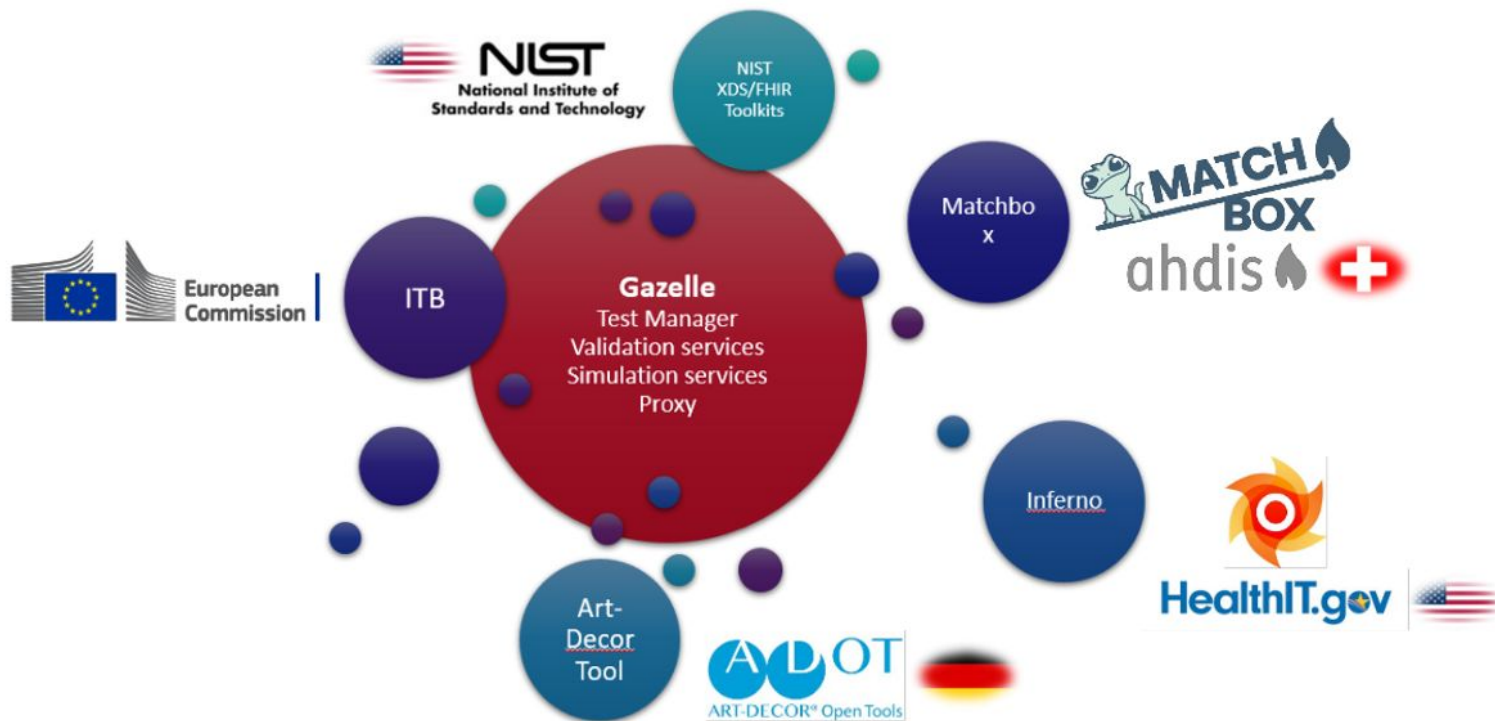 NIST
National Institute of
Standards and Technology
NIST
XDS/FHIR
Toolkits
Matchbo
x
MATCH
BOX
ahdis
European
Commission
ITB
Gazelle
Test Manager
Validation services
Simulation services
Proxy
Inferno
HealthIT.gov
Art-
Decor
Tool
ADOT
ART-DECOR® Open Tools